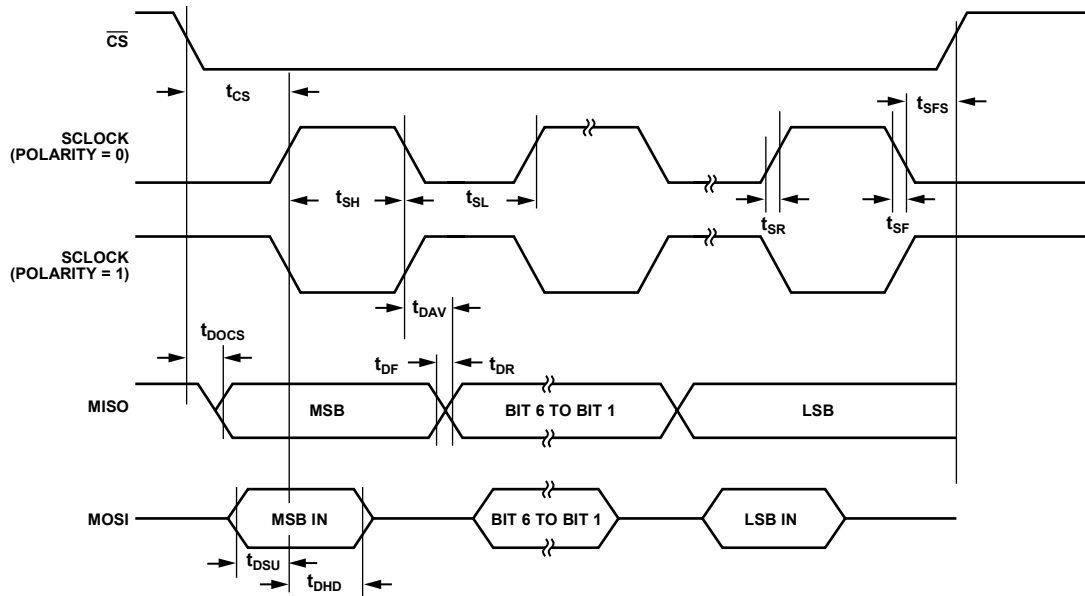 CS
tCS
tSFS
SCLOCK
(POLARITY = 0)
tSH
tSL
tSR
tSF
SCLOCK
(POLARITY = 1)
tDAV
tDOCS
tDF
tDR
MISO
MSB
BIT 6 TO BIT 1
LSB
MOSI
MSB IN
BIT 6 TO BIT 1
LSB IN
tDSU
tDHD